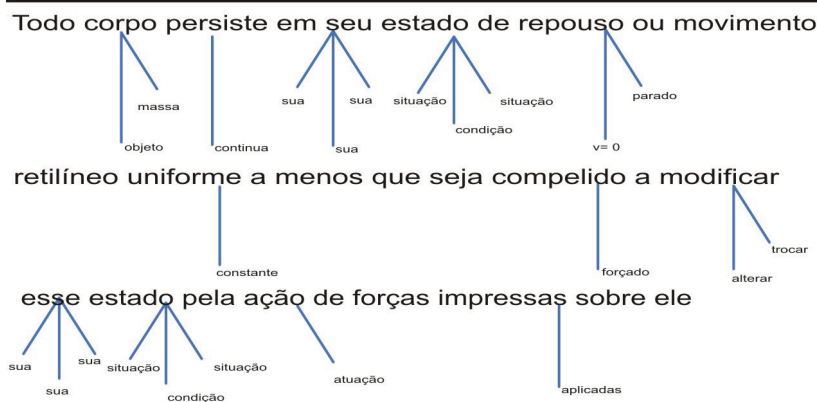 Todo corpo persiste em seu estado de repouso ou movimento
massa
sua
sua
situação
situação
parado
condição
objeto
continua
sua
v= 0
retilíneo uniforme a menos que seja compelido a modificar
trocar
constante
forçado
alterar
esse estado pela ação de forças impressas sobre ele
sua
sua
situação
situação
atuação
sua
condição
aplicadas